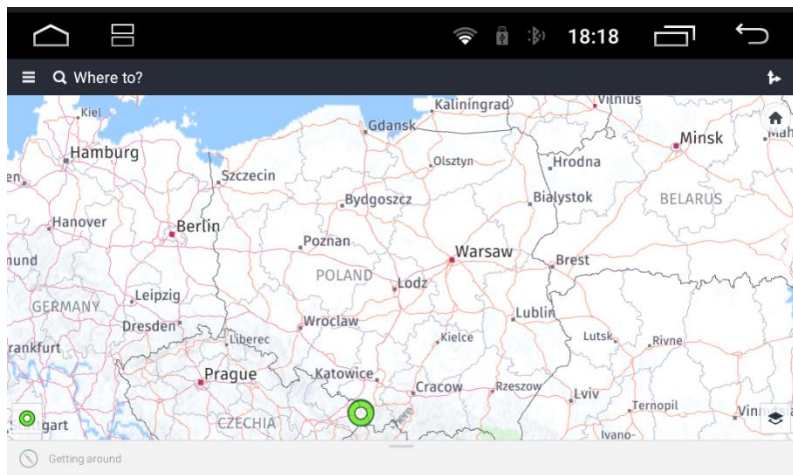 18:18
Where to?
Kiel
Kaliningrad
Vilnius
Gdansk
Hamburg
Minsk
Olsztyn
Hrodna
Szczecin
Bydgoszcz
Bialystok
BELARUS
Hanover
Berlin
Poznan
Warsaw
Brest
POLAND
Lodz
GERMANY
Leipzig
Lublin
Dresden
Wroclaw
Liberec
Kielce
Lutsk
Rivne
rankfurt
Prague
Katowice
Cracow
Rzeszow
Lviv
Ternopil
gart
CZECHIA
here
Ivano-
Getting around